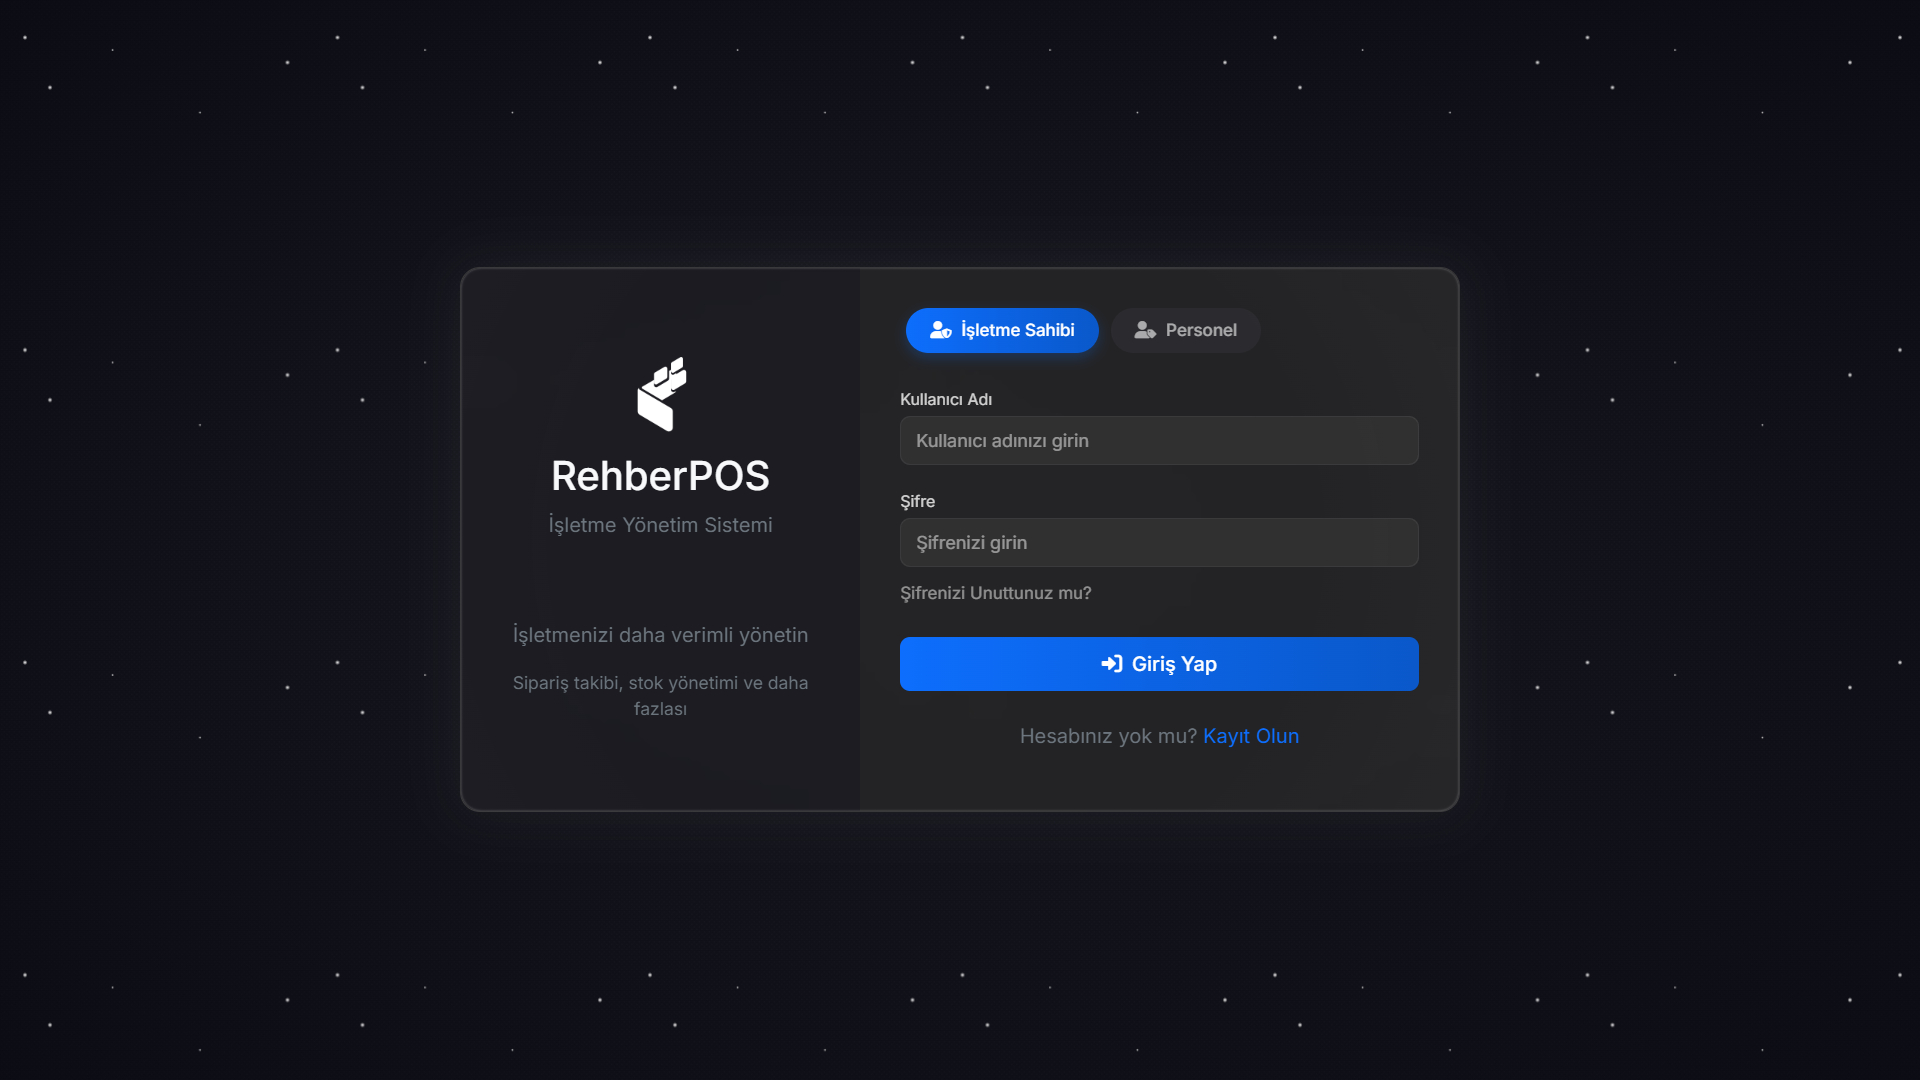 RehberPOS
İşletme Yönetim Sistemi
İşletmenizi daha verimli yönetin
Sipariş takibi, stok yönetimi ve daha
fazlası
İşletme Sahibi
Personel
Kullanıcı Adı
Kullanıcı adınızı girin
Şifre
Şifrenizi girin
Şifrenizi Unuttunuz mu?
Giriş Yap
Hesabınız yok mu? Kayıt Olun